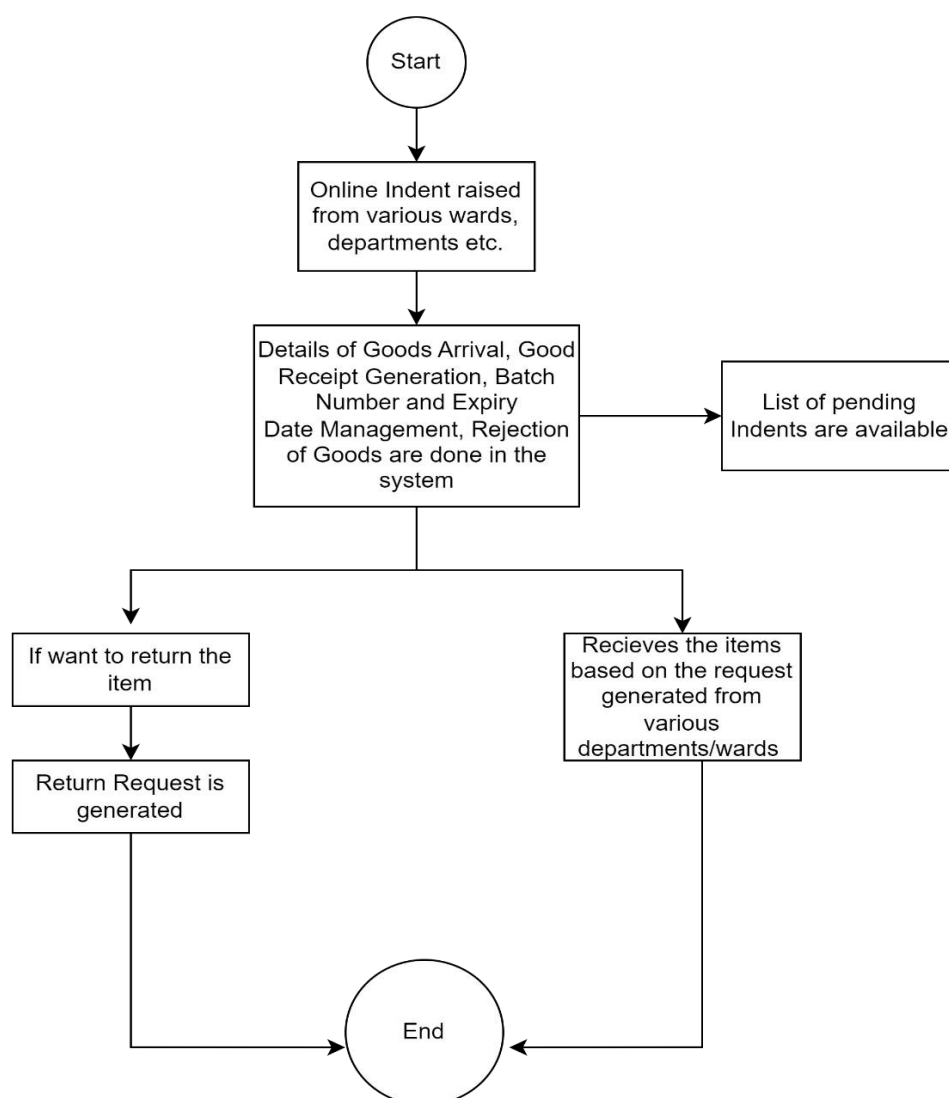 Start
Online Indent raised
from various wards,
departments etc.
Details of Goods Arrival, Good
Receipt Generation, Batch
Number and Expiry
Date Management, Rejection
of Goods are done in the
system
List of pending
Indents are available
If want to return the
item
Recieves the items
based on the request
generated from
various
departments/wards
Return Request is
generated
End